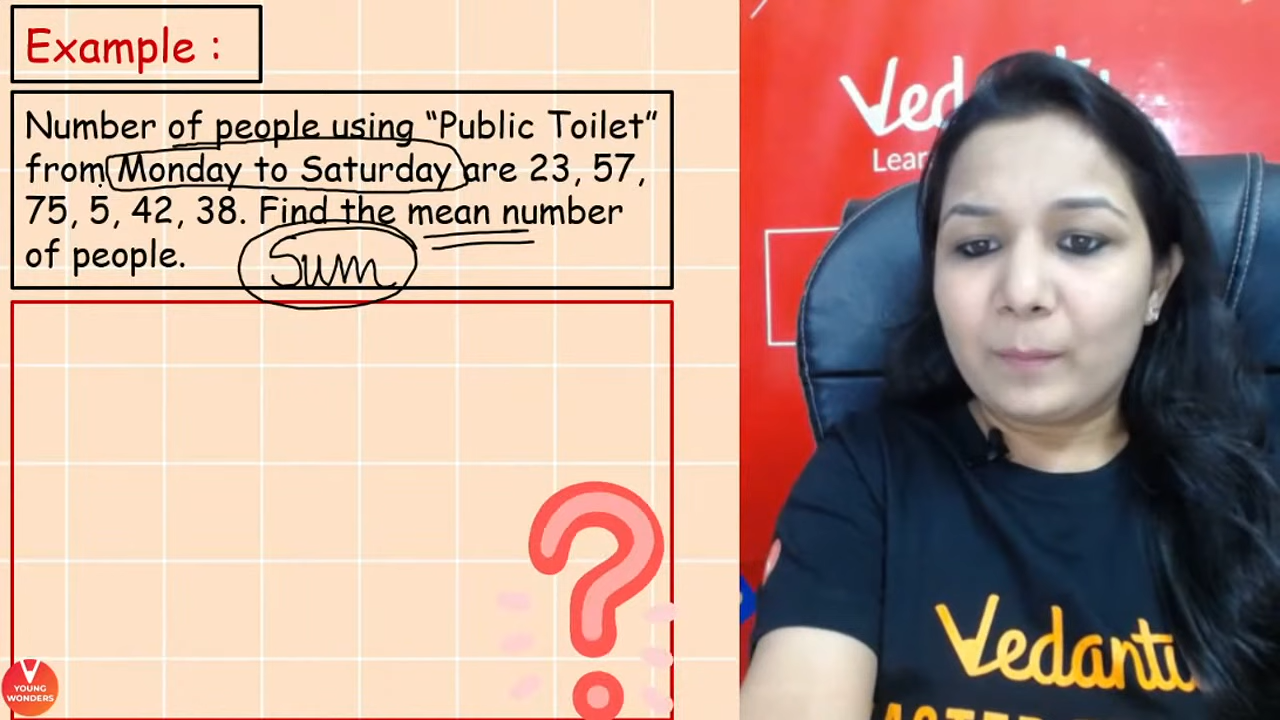 Example :
Number of people using “Public Toilet”
from Monday to Saturday are 23, 57,
75, 5, 42, 38. Find the mean number
of people.
Sum
YOUNG
WONDERS
Vedantu
Vedantu